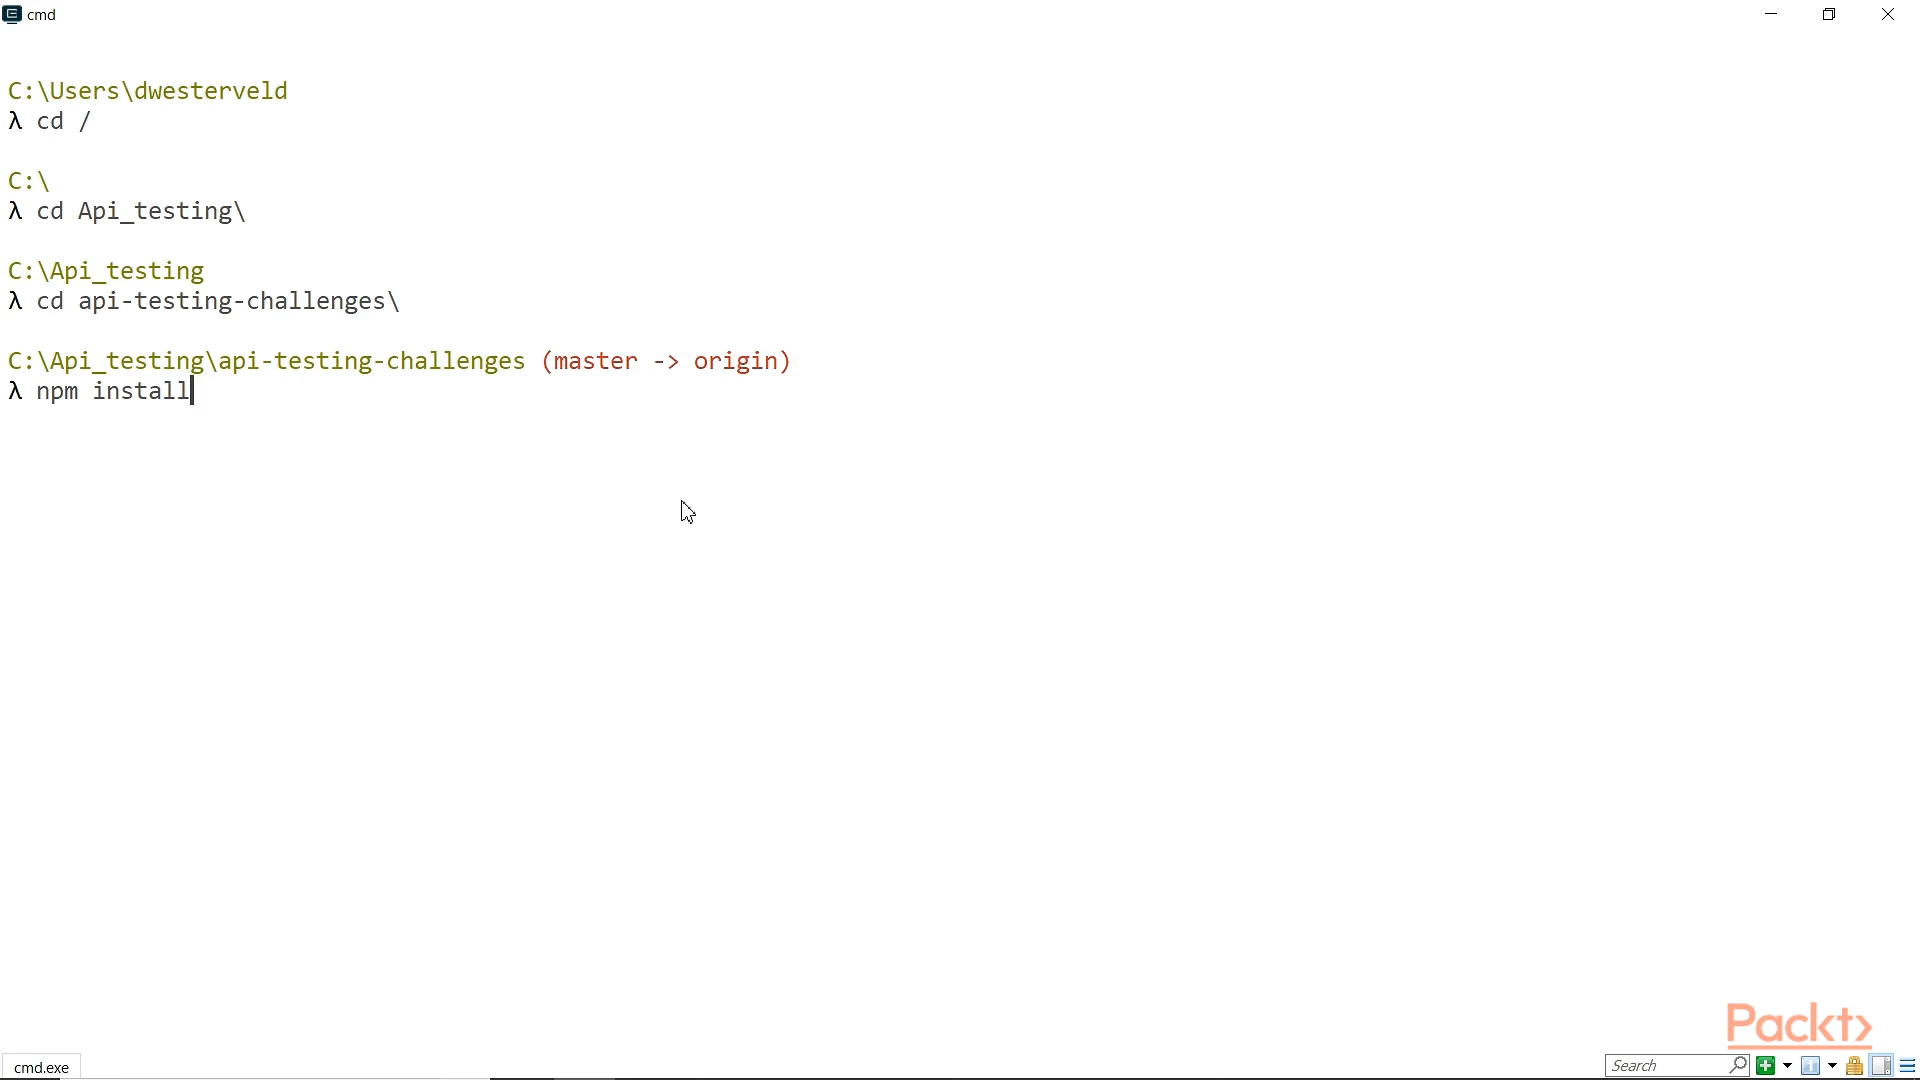 cmd
C:\Users\dwesterveld
λ cd /
C:\
λ cd Api_testing\
C:\Api_testing
λ cd api-testing-challenges\
C:\Api_testing\api-testing-challenges (master -> origin)
λ npm install
Packt>
cmd.exe
Search